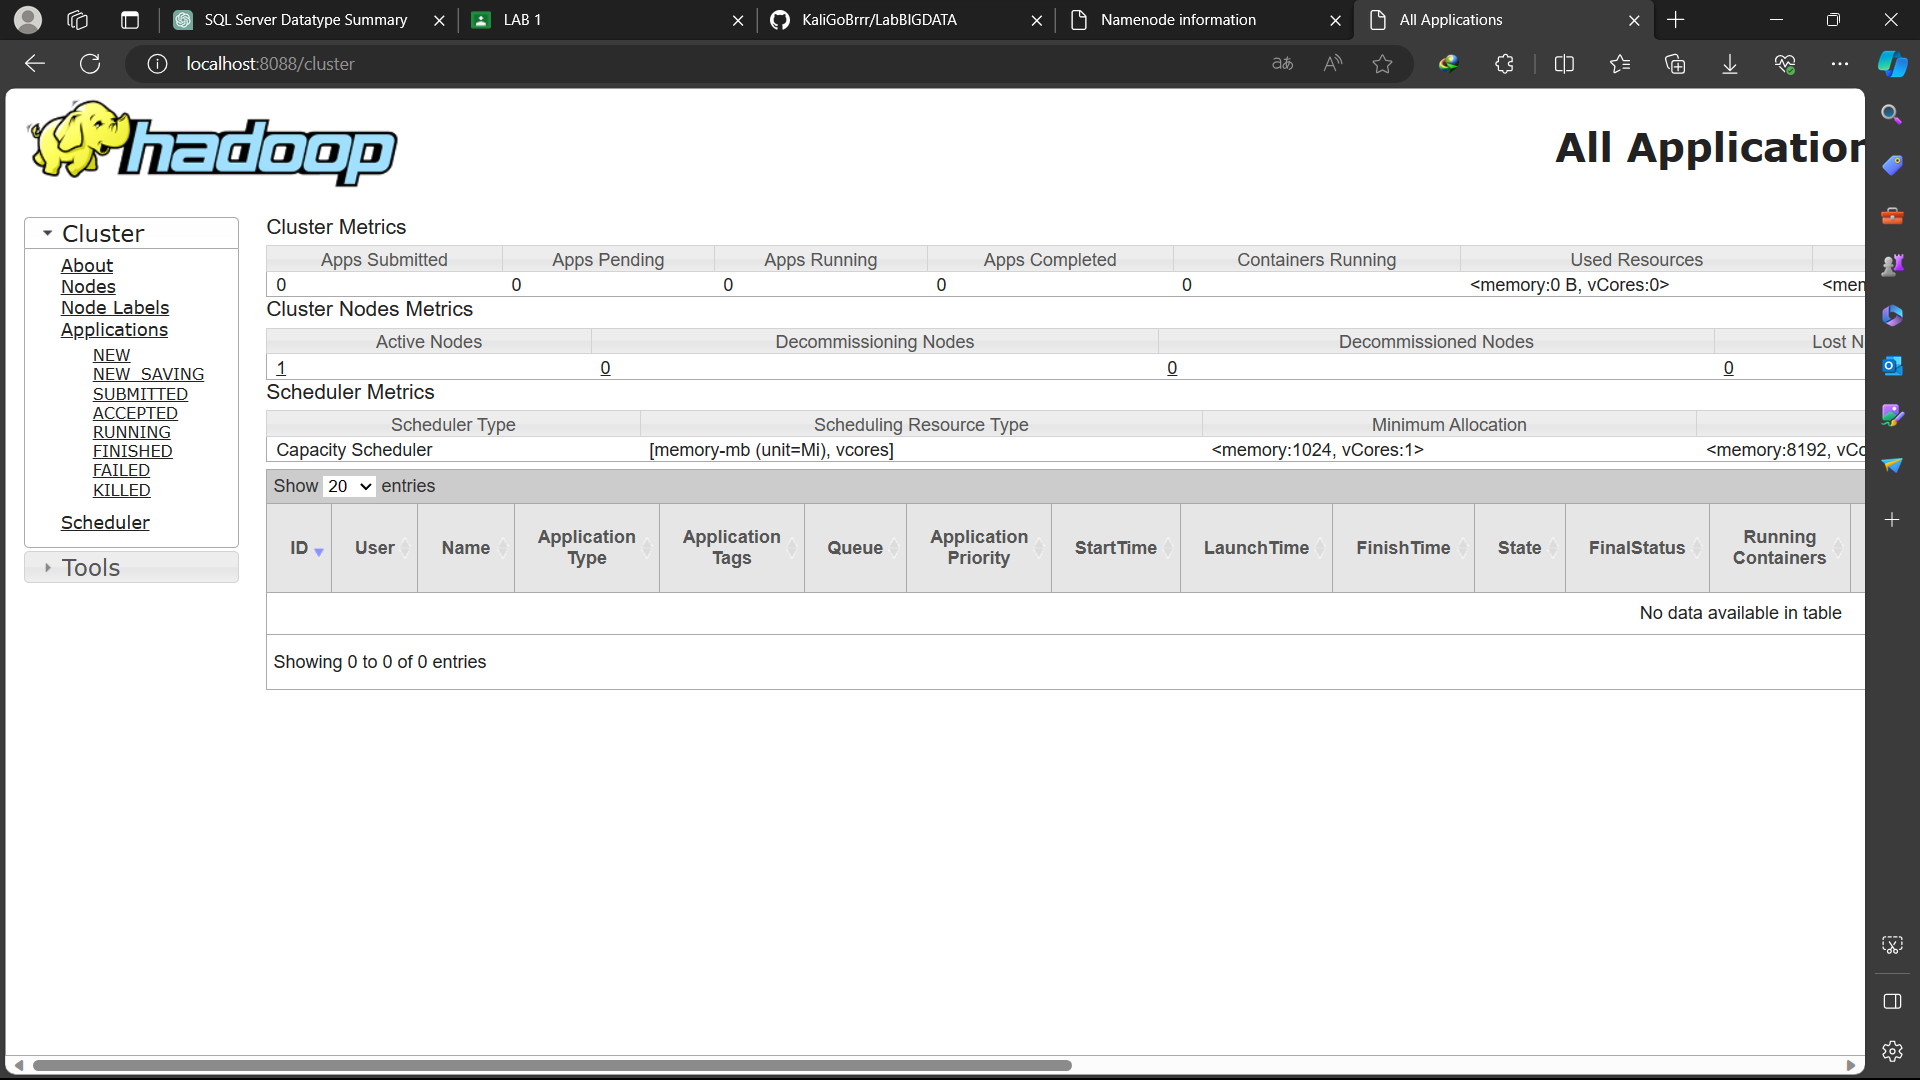 SQL Server Datatype Summary
LAB 1
KaliGoBrrr/LabBIGDATA
Namenode information
All Applications
localhost:8088/cluster
hadoop
All Application
Cluster
About
Nodes
Node Labels
Applications
NEW
NEW_SAVING
SUBMITTED
ACCEPTED
RUNNING
FINISHED
FAILED
KILLED
Scheduler
Tools
Cluster Metrics
Apps Submitted Apps Pending Apps Running Apps Completed Containers Running Used Resources
0 0 0 0 0 <memory:0 B, vCores:0> <mem
Cluster Nodes Metrics
Active Nodes Decommissioning Nodes Decommissioned Nodes Lost N
1 0 0 0
Scheduler Metrics
Scheduler Type Scheduling Resource Type Minimum Allocation
Capacity Scheduler [memory-mb (unit=Mi), vcores] <memory:1024, vCores:1> <memory:8192, vCo
Show 20 entries
ID User Name Application Type Application Tags Queue Application Priority StartTime LaunchTime FinishTime State FinalStatus Running Containers
No data available in table
Showing 0 to 0 of 0 entries